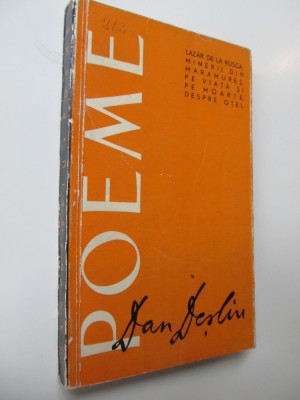 LAZĂR DE LA RUSCA,
MINERII DIN
MARAMUREȘ,
PE VIAȚĂ ȘI
PE MOARTE,
DESPRE OȚEL
POEME
Dan Deșliu